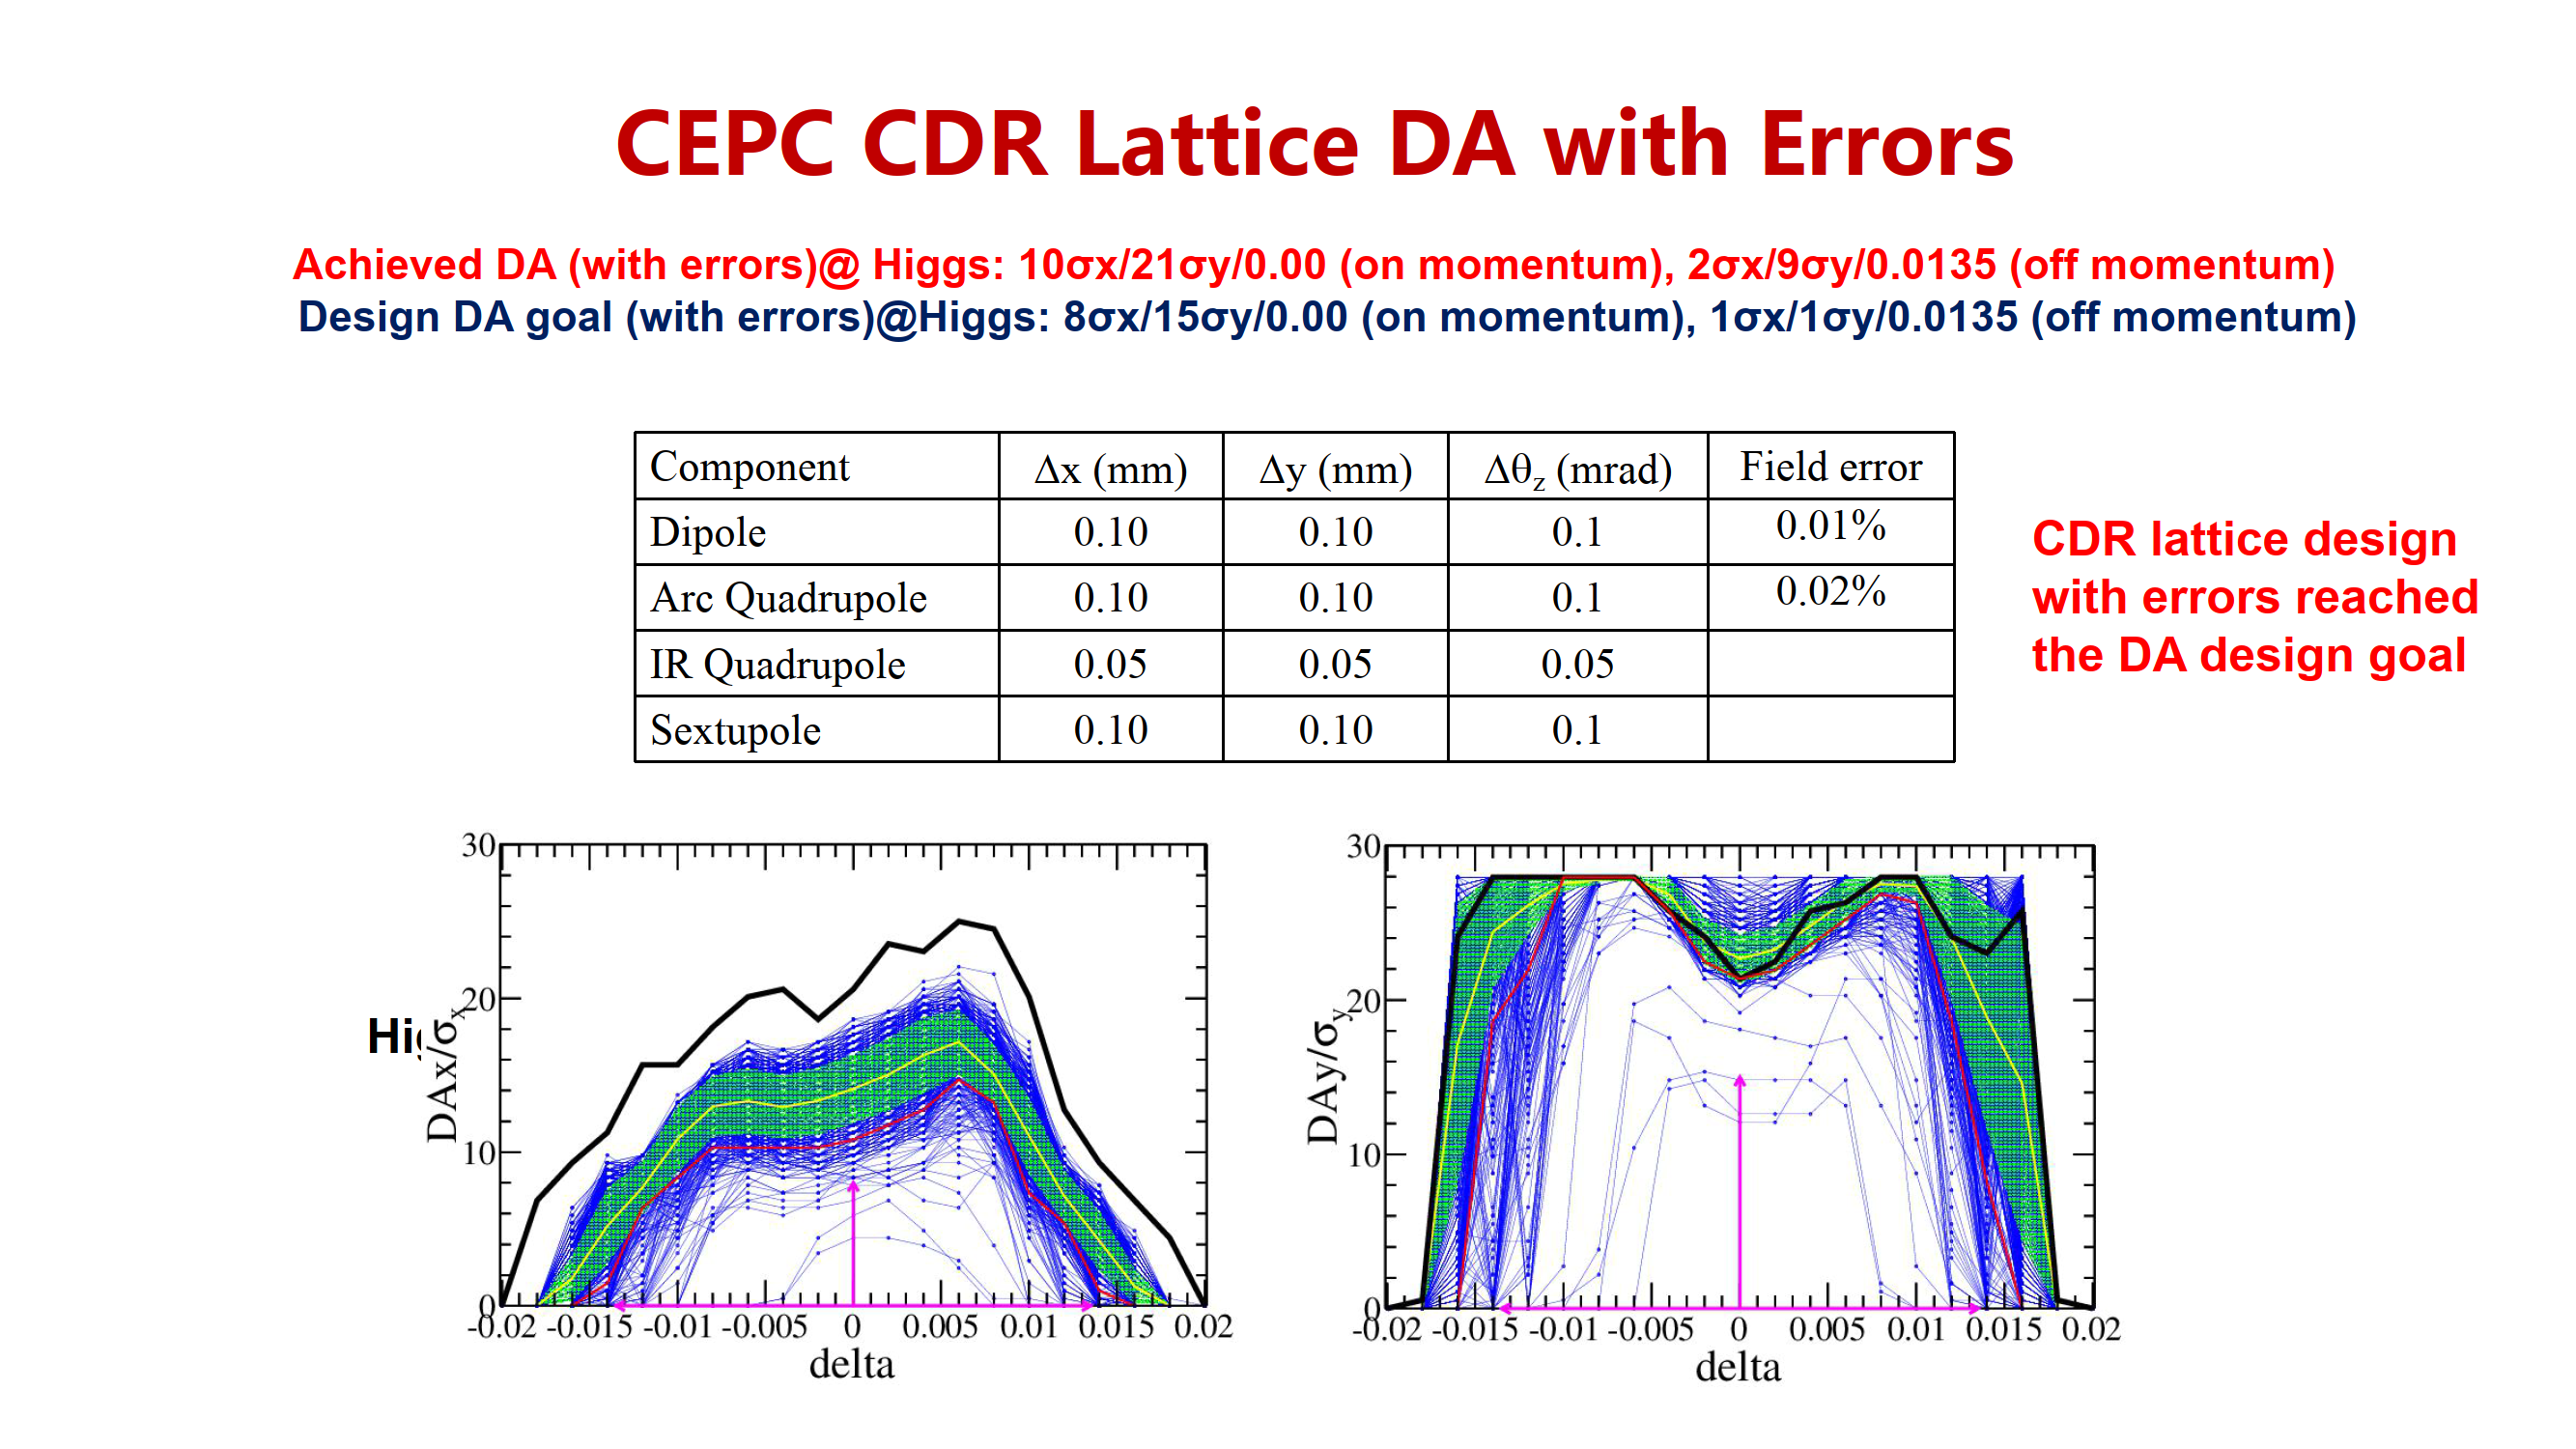 CEPC CDR Lattice DA with Errors
Achieved DA (with errors)@ Higgs: 10σx/21σy/0.00 (on momentum), 2σx/9σy/0.0135 (off momentum)
Design DA goal (with errors)@Higgs: 8σx/15σy/0.00 (on momentum), 1σx/1σy/0.0135 (off momentum)
Component Δx (mm) Δy (mm) Δθz (mrad) Field error
Dipole 0.10 0.10 0.1 0.01%
Arc Quadrupole 0.10 0.10 0.1 0.02%
IR Quadrupole 0.05 0.05 0.05
Sextupole 0.10 0.10 0.1
CDR lattice design
with errors reached
the DA design goal
DAx/σx
30
20
10
0
-0.02 -0.015 -0.01 -0.005 0 0.005 0.01 0.015 0.02
delta
DAy/σy
30
20
10
0
-0.02 -0.015 -0.01 -0.005 0 0.005 0.01 0.015 0.02
delta